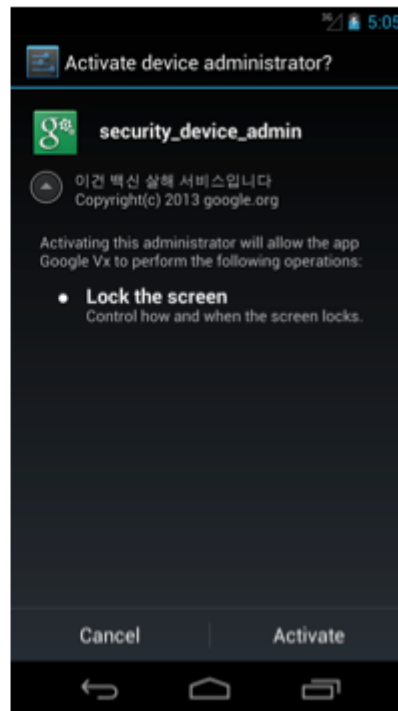 3G 5:05
Activate device administrator?
g
security_device_admin
이건 백신 살해 서비스입니다
Copyright(c) 2013 google.org
Activating this administrator will allow the app
Google Vx to perform the following operations:
Lock the screen
Control how and when the screen locks.
Cancel Activate